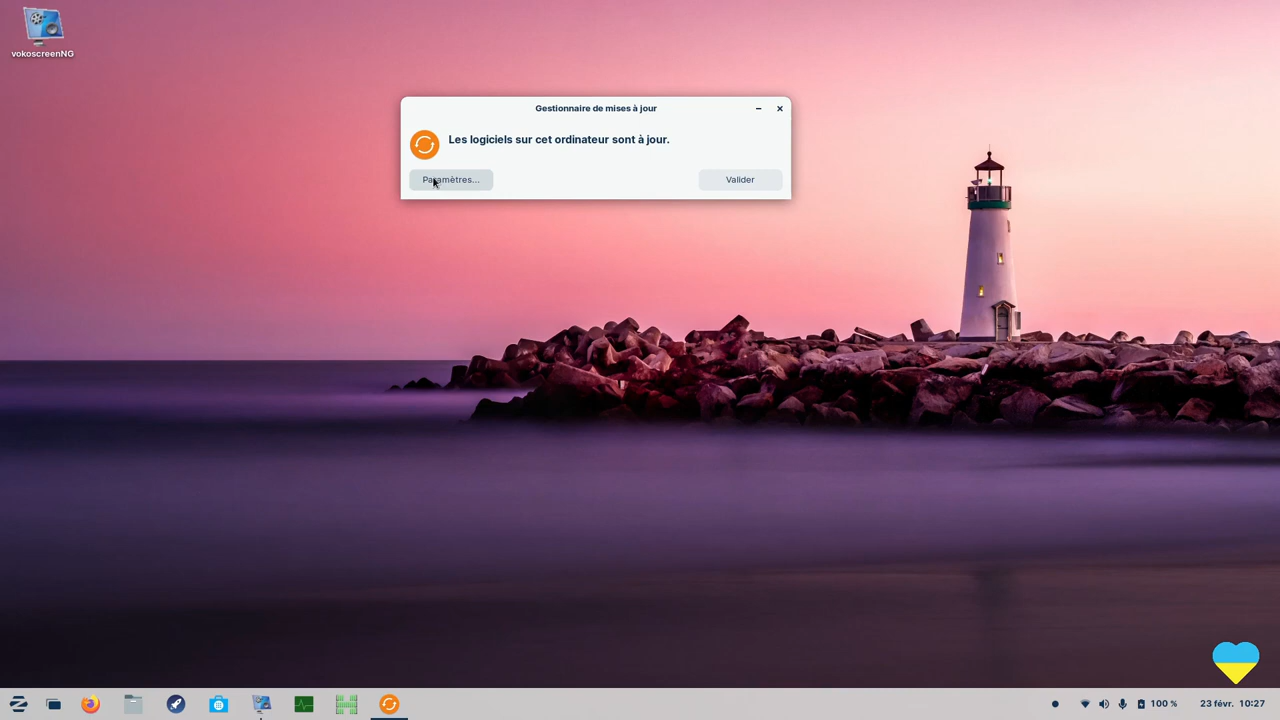 vokoscreenNG
Gestionnaire de mises à jour
Les logiciels sur cet ordinateur sont à jour.
Paramètres...
Valider
100 %
23 févr. 10:27